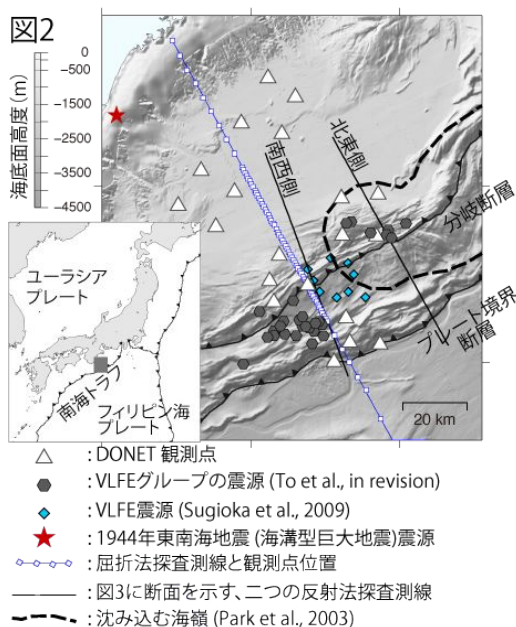 図2
海底面高度(m)
0
−500
−1500
−2500
−3500
−4500
北東側
南西側
分岐断層
プレート境界
断層
20 km
ユーラシア
プレート
南海トラフ
フィリピン海
プレート
: DONET 観測点
: VLFEグループの震源 (To et al., in revision)
: VLFE震源 (Sugioka et al., 2009)
: 1944年東南海地震 (海溝型巨大地震)震源
: 屈折法探査測線と観測点位置
: 図3に断面を示す、二つの反射法探査測線
: 沈み込む海嶺 (Park et al., 2003)